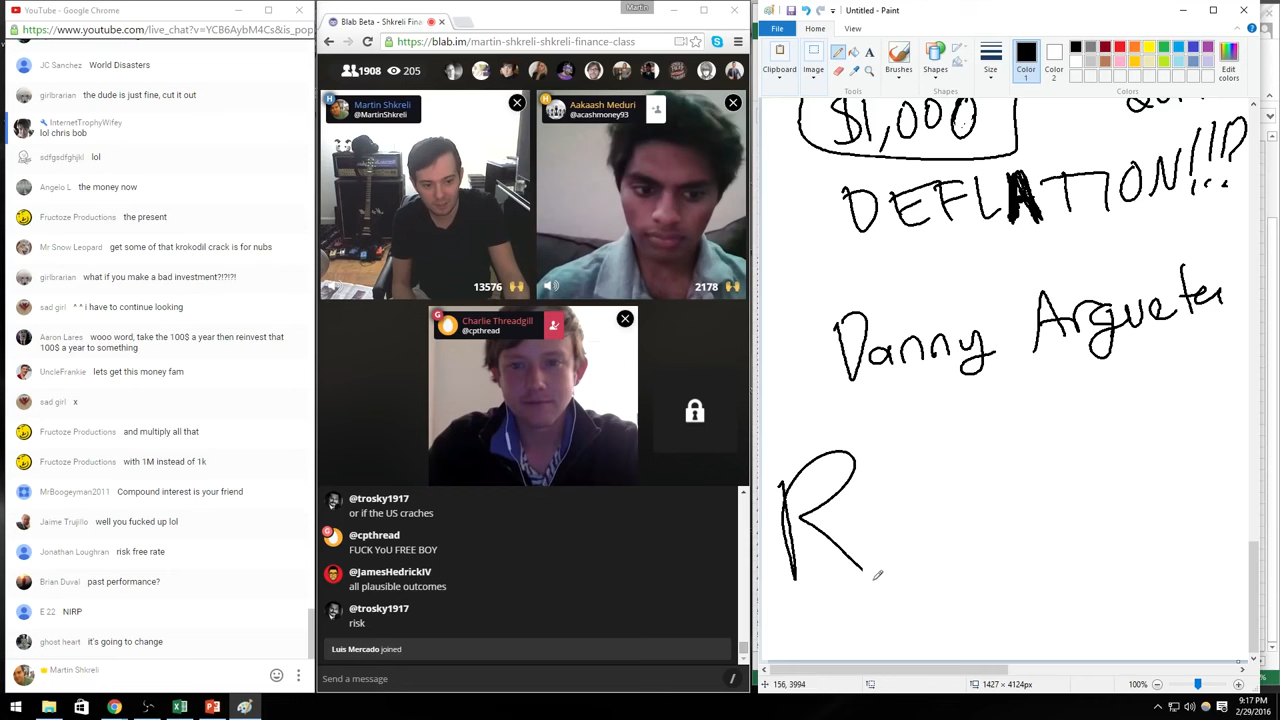 YouTube - Google Chrome
https://www.youtube.com/live_chat?v=YCB6AybM4Cs&is_pop
JC Sanchez World Disasters
girlbrarian the dude is just fine, cut it out
InternetTrophyWifey
lol chris bob
sdfgsdfghjkl lol
Angelo L the money now
Fructoze Productions the present
Mr Snow Leopard get some of that krokodil crack is for nubs
girlbrarian what if you make a bad investment?!?!?!
sad girl ^ ^ i have to continue looking
Aaron Lares wooo word, take the 100$ a year then reinvest that
100$ a year to something
UncleFrankie lets get this money fam
sad girl x
Fructoze Productions and multiply all that
Fructoze Productions with 1M instead of 1k
MrBoogeyman2011 Compound interest is your friend
Jaime Trujillo well you fucked up lol
Jonathan Loughran risk free rate
Brian Duval past performance?
E 22 NIRP
ghost heart it's going to change
Martin Shkreli
Martin
Blab Beta - Shkreli Fina
https://blab.im/martin-shkreli-shkreli-finance-class
1908 205
H Martin Shkreli
@MartinShkreli
13576
H Aakaash Meduri
@acashmoney93
2178
G Charlie Threadgill
@cpthread
@trosky1917
or if the US craches
G @cpthread
FUCK YoU FREE BOY
@JamesHedrickIV
all plausible outcomes
@trosky1917
risk
Luis Mercado joined
Send a message
Untitled - Paint
File Home View
Clipboard
Image
Tools
Brushes
Shapes
Shapes
Size
Color
1
Color
2
Edit
colors
Colors
$1,000
DEFLATION!!!?
Danny Argueta
R
156, 3994
1427 × 4124px
100%
9:17 PM
2/29/2016